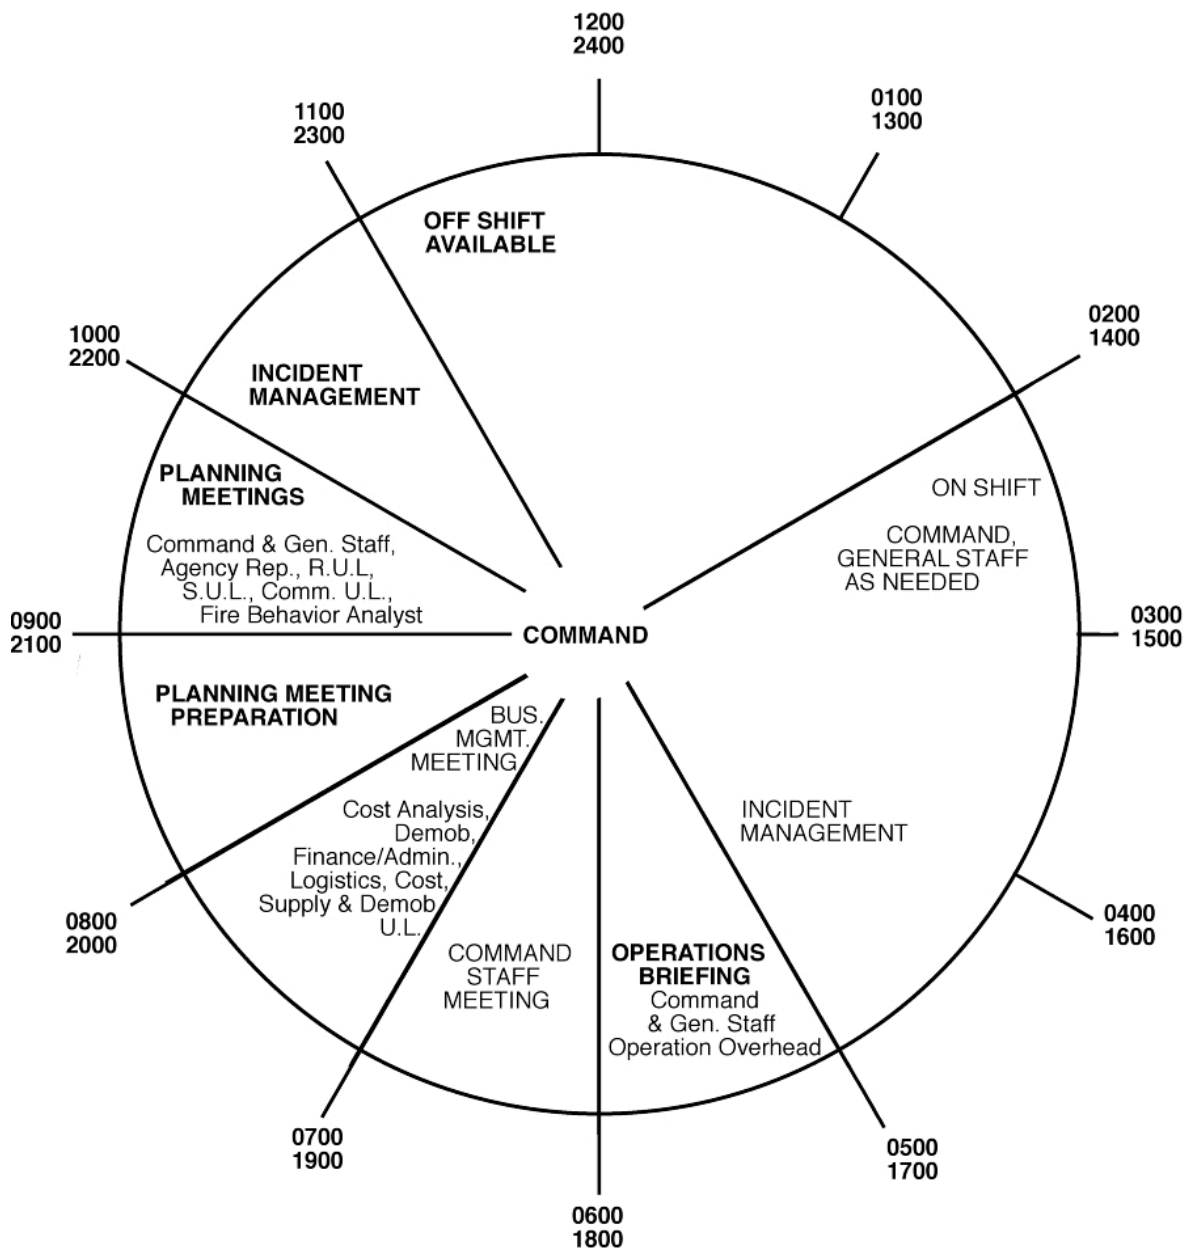 1200
2400
0100
1300
1100
2300
OFF SHIFT
AVAILABLE
0200
1400
1000
2200
INCIDENT
MANAGEMENT
PLANNING
MEETINGS
Command & Gen. Staff,
Agency Rep., R.U.L,
S.U.L., Comm. U.L.,
Fire Behavior Analyst
ON SHIFT
COMMAND,
GENERAL STAFF
AS NEEDED
0900
2100
COMMAND
0300
1500
PLANNING MEETING
PREPARATION
BUS.
MGMT.
MEETING
Cost Analysis,
Demob,
Finance/Admin.,
Logistics, Cost,
Supply & Demob
U.L.
INCIDENT
MANAGEMENT
0800
2000
0400
1600
COMMAND
STAFF
MEETING
OPERATIONS
BRIEFING
Command
& Gen. Staff
Operation Overhead
0700
1900
0500
1700
0600
1800